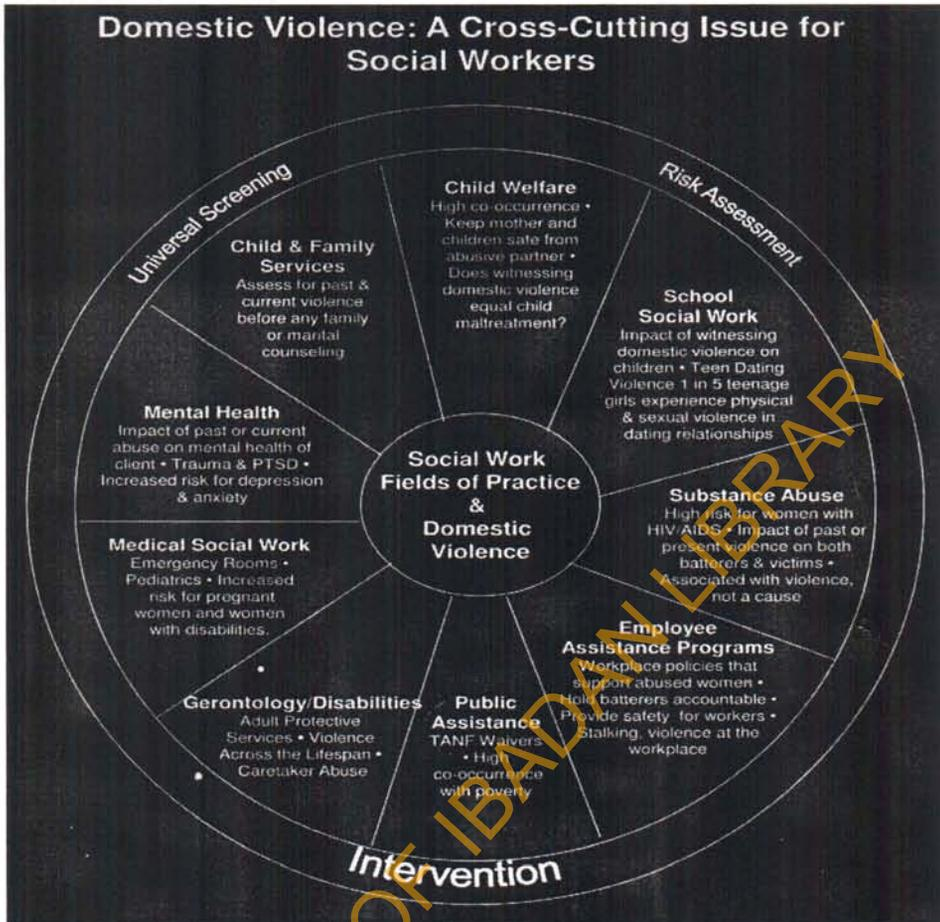 Domestic Violence: A Cross-Cutting Issue for
Social Workers
Universal Screening
Risk Assessment
Child Welfare
High co-occurrence •
Keep mother and
children safe from
abusive partner •
Does witnessing
domestic violence
equal child
maltreatment?
School
Social Work
Impact of witnessing
domestic violence on
children • Teen Dating
Violence 1 in 5 teenage
girls experience physical
& sexual violence in
dating relationships
Substance Abuse
High risk for women with
HIV/AIDS • Impact of past or
present violence on both
batterers & victims •
Associated with violence,
not a cause
Employee
Assistance Programs
Workplace policies that
support abused women •
Hold batterers accountable •
Provide safety for workers •
Stalking, violence at the
workplace
Public
Assistance
TANF Waivers
• High
co-occurrence
with poverty
Gerontology/Disabilities
Adult Protective
Services • Violence
Across the Lifespan •
Caretaker Abuse
Medical Social Work
Emergency Rooms •
Pediatrics • Increased
risk for pregnant
women and women
with disabilities.
Mental Health
Impact of past or current
abuse on mental health of
client • Trauma & PTSD •
Increased risk for depression
& anxiety
Child & Family
Services
Assess for past &
current violence
before any family
or marital
counseling
Social Work
Fields of Practice
&
Domestic
Violence
Intervention
OF IBADAN LIBRARY